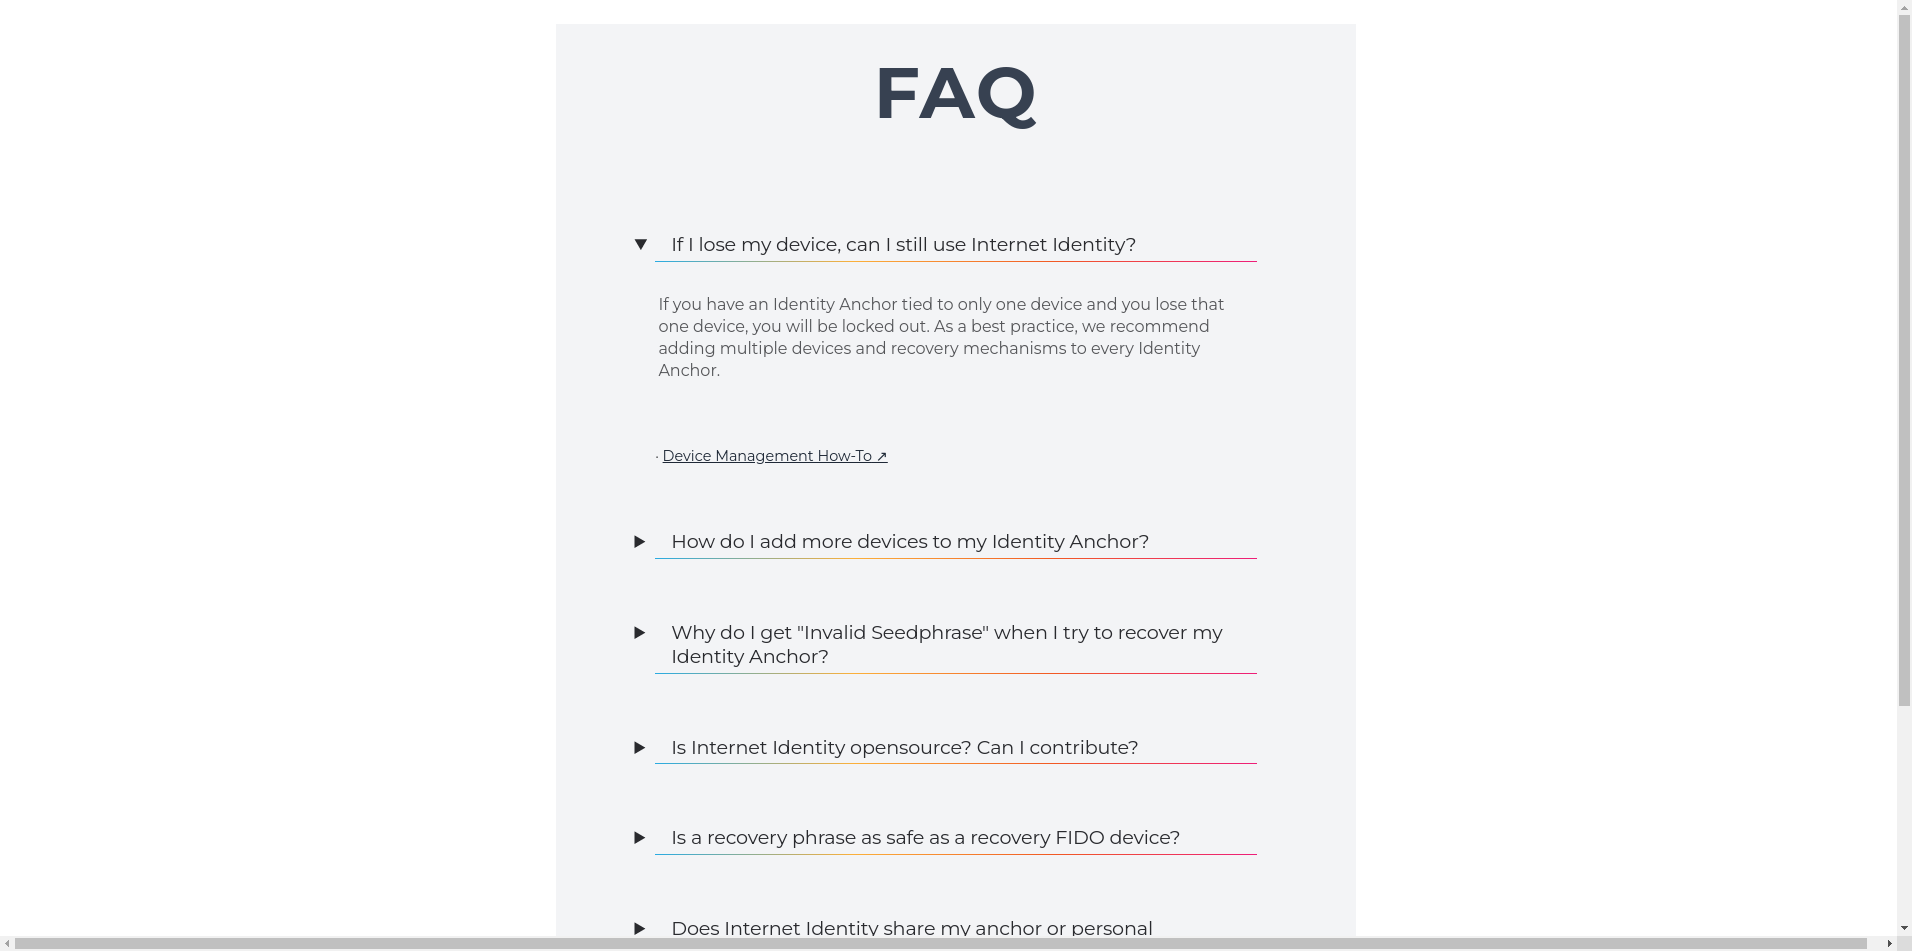 FAQ
If I lose my device, can I still use Internet Identity?
If you have an Identity Anchor tied to only one device and you lose that
one device, you will be locked out. As a best practice, we recommend
adding multiple devices and recovery mechanisms to every Identity
Anchor.
· Device Management How-To ↗
How do I add more devices to my Identity Anchor?
Why do I get "Invalid Seedphrase" when I try to recover my
Identity Anchor?
Is Internet Identity opensource? Can I contribute?
Is a recovery phrase as safe as a recovery FIDO device?
Does Internet Identity share my anchor or personal